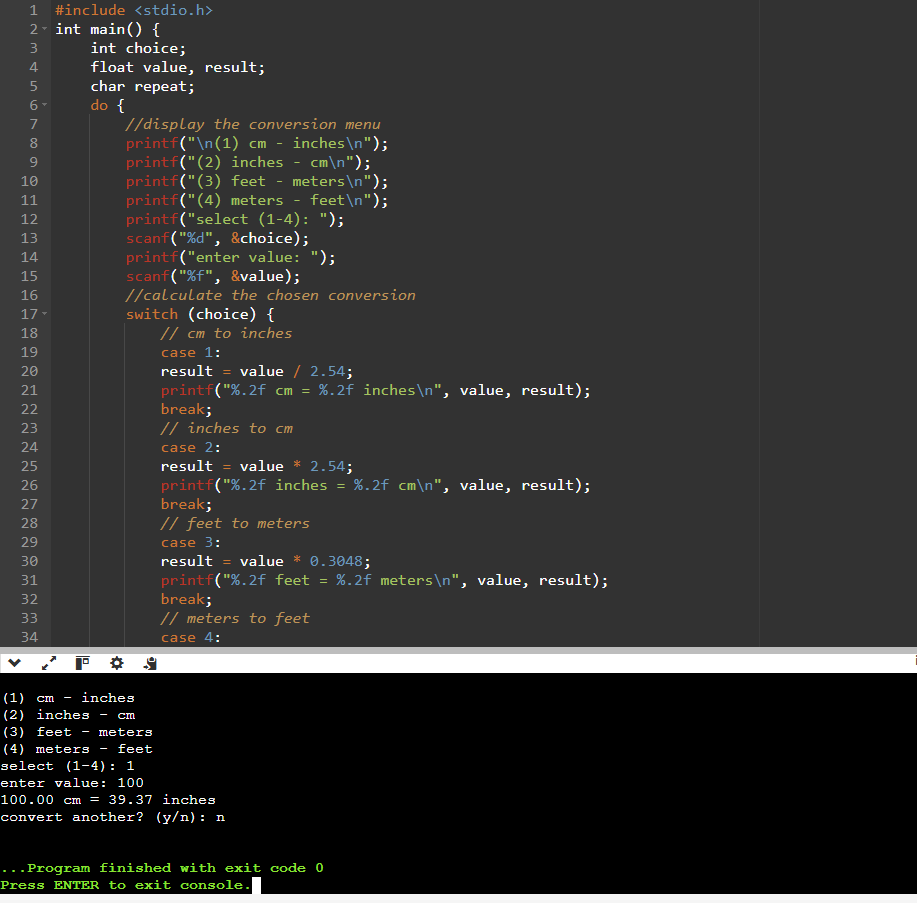 1 #include <stdio.h>
2 int main() {
3 int choice;
4 float value, result;
5 char repeat;
6 do {
7 //display the conversion menu
8 printf("\n(1) cm - inches\n");
9 printf("(2) inches - cm\n");
10 printf("(3) feet - meters\n");
11 printf("(4) meters - feet\n");
12 printf("select (1-4): ");
13 scanf("%d", &choice);
14 printf("enter value: ");
15 scanf("%f", &value);
16 //calculate the chosen conversion
17 switch (choice) {
18 // cm to inches
19 case 1:
20 result = value / 2.54;
21 printf("%.2f cm = %.2f inches\n", value, result);
22 break;
23 // inches to cm
24 case 2:
25 result = value * 2.54;
26 printf("%.2f inches = %.2f cm\n", value, result);
27 break;
28 // feet to meters
29 case 3:
30 result = value * 0.3048;
31 printf("%.2f feet = %.2f meters\n", value, result);
32 break;
33 // meters to feet
34 case 4:
(1) cm - inches
(2) inches - cm
(3) feet - meters
(4) meters - feet
select (1-4): 1
enter value: 100
100.00 cm = 39.37 inches
convert another? (y/n): n
...Program finished with exit code 0
Press ENTER to exit console.